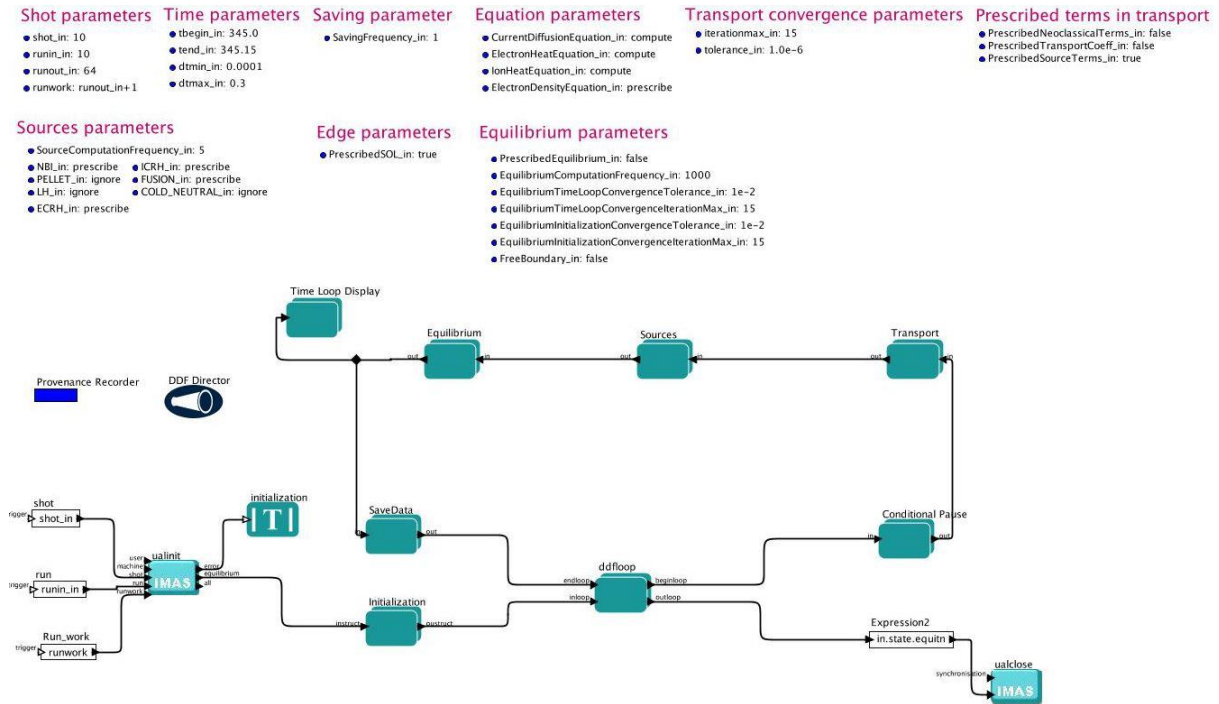 Shot parameters
shot_in: 10
runin_in: 10
runout_in: 64
runwork: runout_in+1
Time parameters
tbegin_in: 345.0
tend_in: 345.15
dtmin_in: 0.0001
dtmax_in: 0.3
Saving parameter
SavingFrequency_in: 1
Equation parameters
CurrentDiffusionEquation_in: compute
ElectronHeatEquation_in: compute
IonHeatEquation_in: compute
ElectronDensityEquation_in: prescribe
Transport convergence parameters
iterationmax_in: 15
tolerance_in: 1.0e-6
Prescribed terms in transport
PrescribedNeoclassicalTerms_in: false
PrescribedTransportCoeff_in: false
PrescribedSourceTerms_in: true
Sources parameters
SourceComputationFrequency_in: 5
NBI_in: prescribe
ICRH_in: prescribe
PELLET_in: ignore
FUSION_in: prescribe
LH_in: ignore
COLD_NEUTRAL_in: ignore
ECRH_in: prescribe
Edge parameters
PrescribedSOL_in: true
Equilibrium parameters
PrescribedEquilibrium_in: false
EquilibriumComputationFrequency_in: 1000
EquilibriumTimeLoopConvergenceTolerance_in: 1e-2
EquilibriumTimeLoopConvergenceIterationMax_in: 15
EquilibriumInitializationConvergenceTolerance_in: 1e-2
EquilibriumInitializationConvergenceIterationMax_in: 15
FreeBoundary_in: false
Time Loop Display
Equilibrium
out
in
Sources
out
in
Transport
out
in
Provenance Recorder
DDF Director
shot
trigger
shot_in
run
trigger
runin_in
Run_work
trigger
runwork
ualinit
user
machine
shot
run
runwork
IMAS
error
equilibrium
all
initialization
T
SaveData
in
out
Initialization
instruct
oustruct
ddfloop
endloop
inloop
beginloop
outloop
Conditional Pause
in
out
Expression2
in.state.equitn
ualclose
synchronisation
IMAS